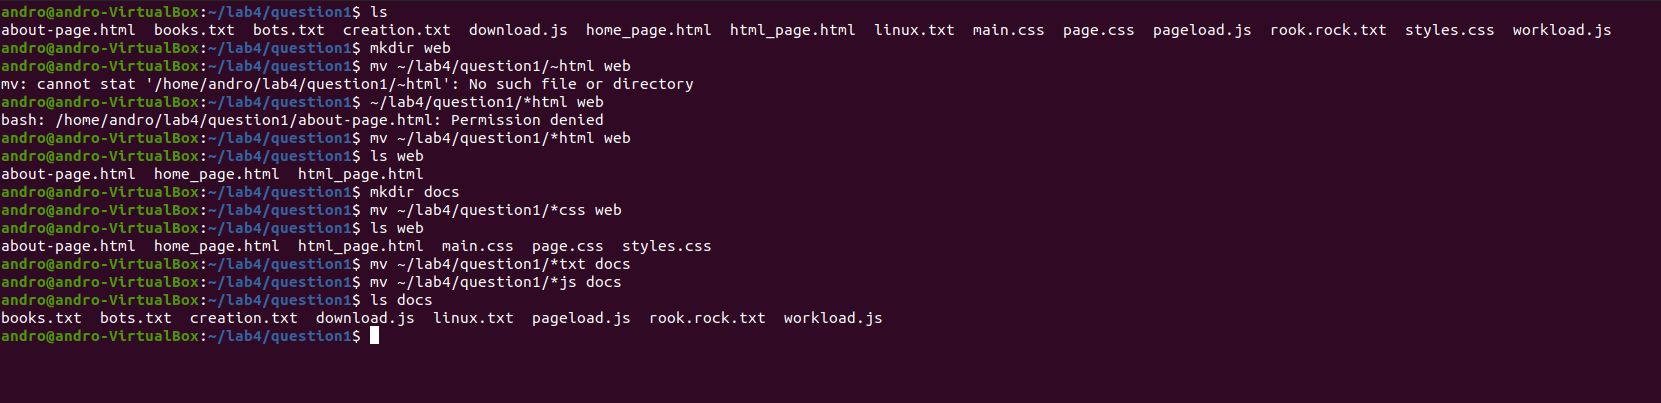 andro@andro-VirtualBox:~/lab4/question1$ ls
about-page.html  books.txt  bots.txt  creation.txt  download.js  home_page.html  html_page.html  linux.txt  main.css  page.css  pageload.js  rook.rock.txt  styles.css  workload.js
andro@andro-VirtualBox:~/lab4/question1$ mkdir web
andro@andro-VirtualBox:~/lab4/question1$ mv ~/lab4/question1/~html web
mv: cannot stat '/home/andro/lab4/question1/~html': No such file or directory
andro@andro-VirtualBox:~/lab4/question1$ ~/lab4/question1/*html web
bash: /home/andro/lab4/question1/about-page.html: Permission denied
andro@andro-VirtualBox:~/lab4/question1$ mv ~/lab4/question1/*html web
andro@andro-VirtualBox:~/lab4/question1$ ls web
about-page.html  home_page.html  html_page.html
andro@andro-VirtualBox:~/lab4/question1$ mkdir docs
andro@andro-VirtualBox:~/lab4/question1$ mv ~/lab4/question1/*css web
andro@andro-VirtualBox:~/lab4/question1$ ls web
about-page.html  home_page.html  html_page.html  main.css  page.css  styles.css
andro@andro-VirtualBox:~/lab4/question1$ mv ~/lab4/question1/*txt docs
andro@andro-VirtualBox:~/lab4/question1$ mv ~/lab4/question1/*js docs
andro@andro-VirtualBox:~/lab4/question1$ ls docs
books.txt  bots.txt  creation.txt  download.js  linux.txt  pageload.js  rook.rock.txt  workload.js
andro@andro-VirtualBox:~/lab4/question1$